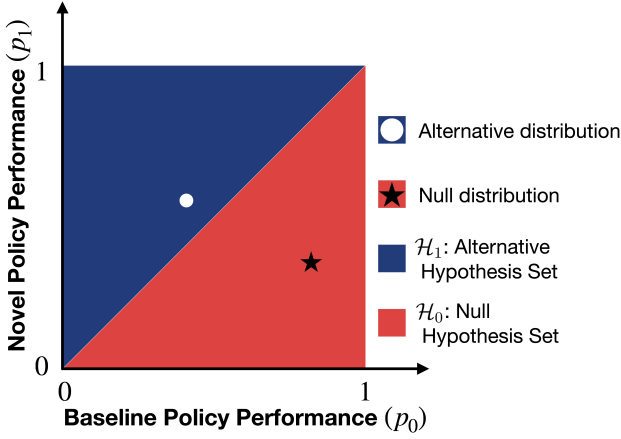 Novel Policy Performance (p₁)
1
0
0
1
Baseline Policy Performance (p₀)
Alternative distribution
Null distribution
ℋ₁: Alternative
Hypothesis Set
ℋ₀: Null
Hypothesis Set